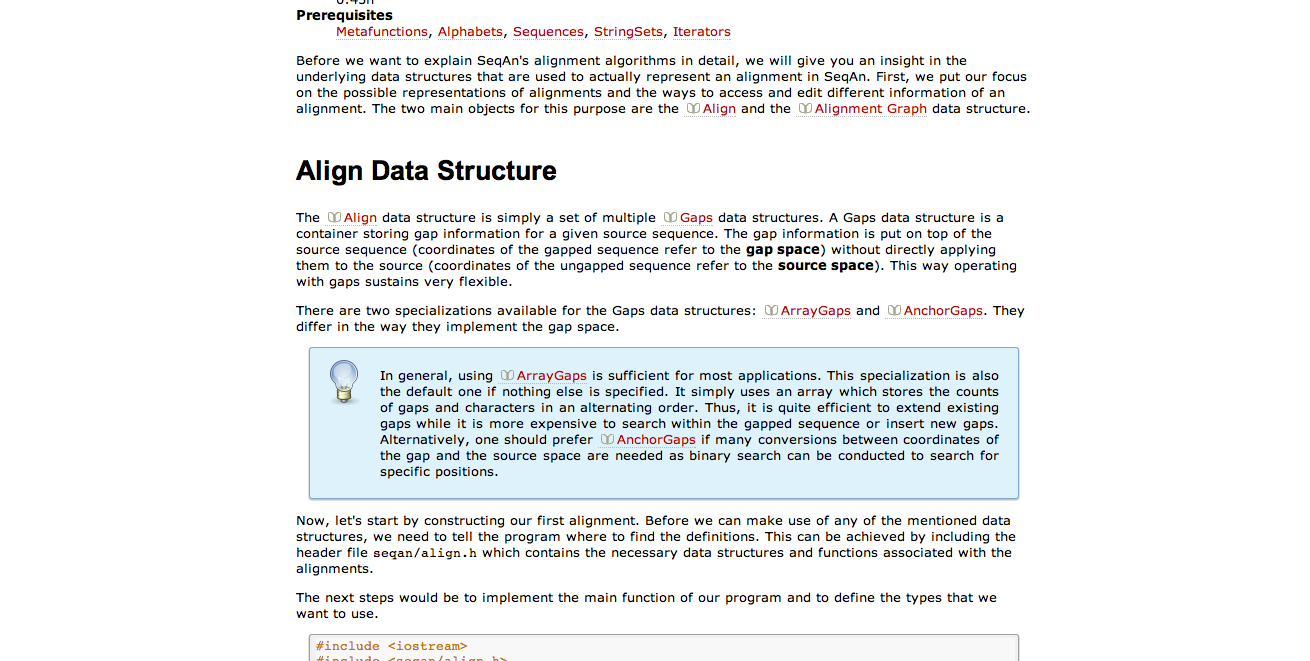 0:45h
Prerequisites
Metafunctions, Alphabets, Sequences, StringSets, Iterators
Before we want to explain SeqAn's alignment algorithms in detail, we will give you an insight in the
underlying data structures that are used to actually represent an alignment in SeqAn. First, we put our focus
on the possible representations of alignments and the ways to access and edit different information of an
alignment. The two main objects for this purpose are the Align and the Alignment Graph data structure.
Align Data Structure
The Align data structure is simply a set of multiple Gaps data structures. A Gaps data structure is a
container storing gap information for a given source sequence. The gap information is put on top of the
source sequence (coordinates of the gapped sequence refer to the gap space) without directly applying
them to the source (coordinates of the ungapped sequence refer to the source space). This way operating
with gaps sustains very flexible.
There are two specializations available for the Gaps data structures: ArrayGaps and AnchorGaps. They
differ in the way they implement the gap space.
In general, using ArrayGaps is sufficient for most applications. This specialization is also
the default one if nothing else is specified. It simply uses an array which stores the counts
of gaps and characters in an alternating order. Thus, it is quite efficient to extend existing
gaps while it is more expensive to search within the gapped sequence or insert new gaps.
Alternatively, one should prefer AnchorGaps if many conversions between coordinates of
the gap and the source space are needed as binary search can be conducted to search for
specific positions.
Now, let's start by constructing our first alignment. Before we can make use of any of the mentioned data
structures, we need to tell the program where to find the definitions. This can be achieved by including the
header file seqan/align.h which contains the necessary data structures and functions associated with the
alignments.
The next steps would be to implement the main function of our program and to define the types that we
want to use.
#include <iostream>
#include <seqan/align.h>